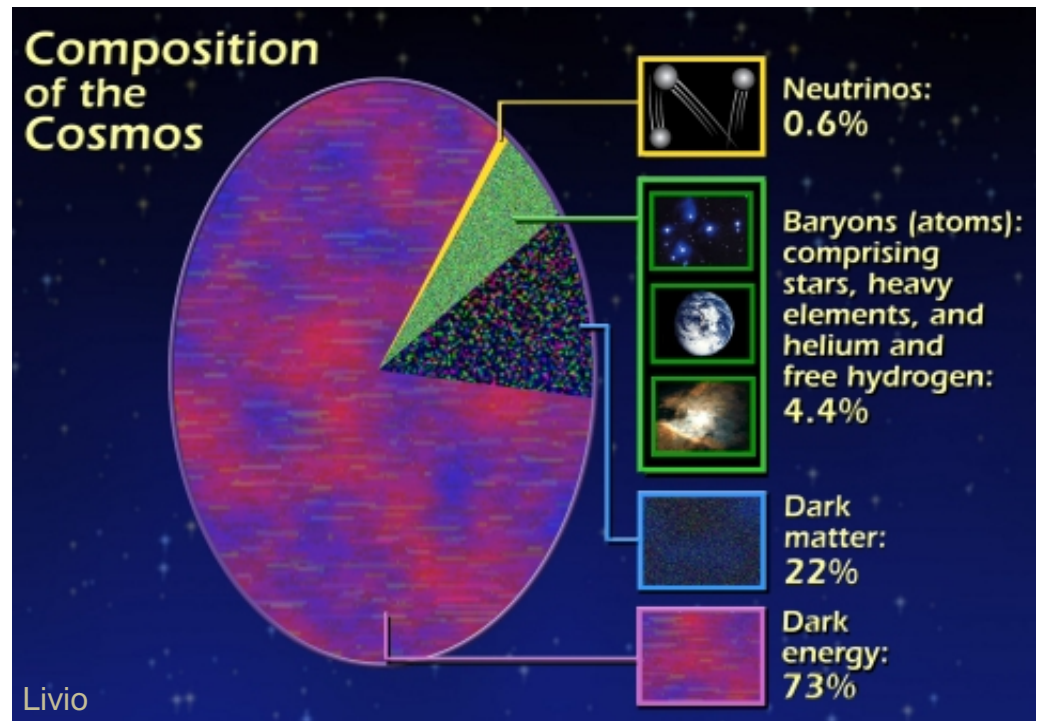 Composition
of the
Cosmos
Neutrinos:
0.6%
Baryons (atoms):
comprising
stars, heavy
elements, and
helium and
free hydrogen:
4.4%
Dark
matter:
22%
Dark
energy:
73%
Livio